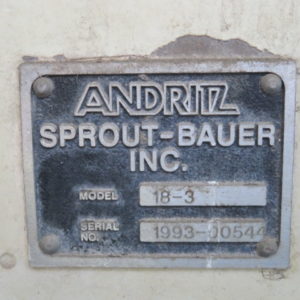 ANDRITZ
SPROUT-BAUER
INC.
MODEL 18-3
SERIAL
NO. 1993-00544